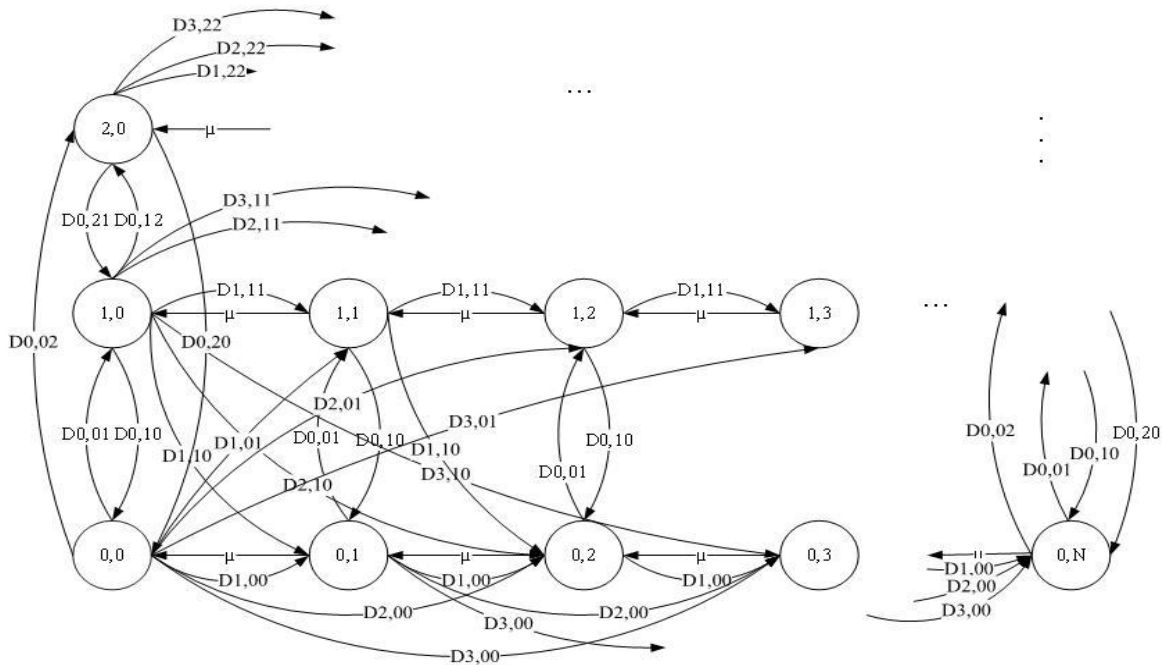 D3,22
D2,22
D1,22
...
2,0
μ
.
.
.
D3,11
D2,11
D0,21
D0,12
D1,11
D1,11
D1,11
1,0
μ
1,1
μ
1,2
μ
1,3
...
D0,02
D0,20
D2,01
D3,01
D0,01
D0,10
D1,01
D0,01
D0,10
D1,10
D0,10
D0,02
D0,20
D1,10
D2,10
D3,10
D0,01
D0,01
D0,10
0,0
μ
0,1
μ
0,2
μ
0,3
μ
0,N
D1,00
D1,00
D1,00
D1,00
D2,00
D2,00
D2,00
D3,00
D3,00
D3,00